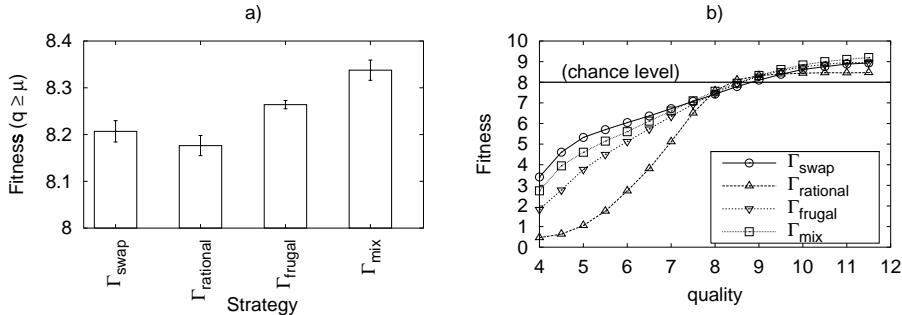 a)
8.4
8.3
8.2
8.1
8
Fitness (q ≥ μ)
Γswap
Γrational
Γfrugal
Γmix
Strategy
b)
10
9
8
7
6
5
4
3
2
1
0
Fitness
(chance level)
Γswap
Γrational
Γfrugal
Γmix
4 5 6 7 8 9 10 11 12
quality